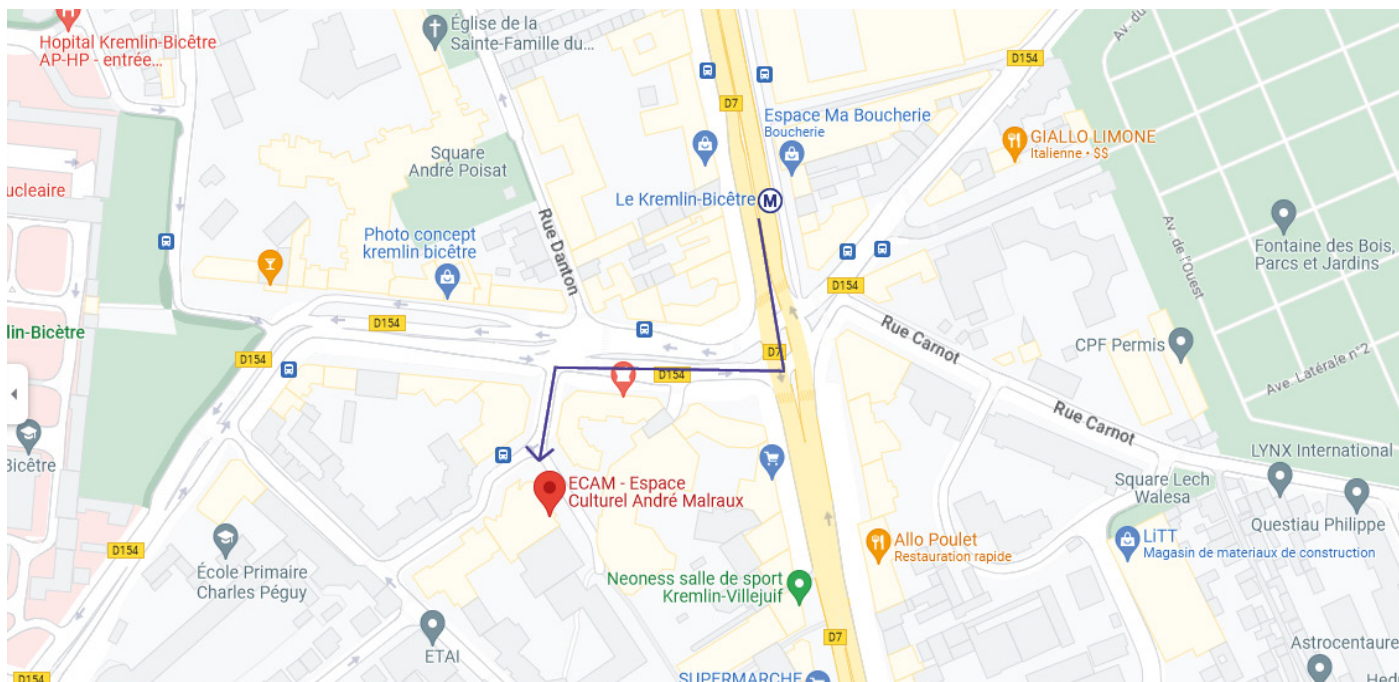 Hopital Kremlin-Bicêtre
AP-HP - entrée...
Église de la
Sainte-Famille du...
Av. du
D154
D7
Espace Ma Boucherie
Boucherie
GIALLO LIMONE
Italienne • $$
Square
André Poisat
ucleaire
Le Kremlin-Bicêtre
M
Rue Danton
Photo concept
kremlin bicêtre
Av. de l'Ouest
Fontaine des Bois,
Parcs et Jardins
D154
lin-Bicètre
D154
D154
Rue Carnot
CPF Permis
D7
D154
Ave. Latérale n°2
Rue Carnot
Bicêtre
LYNX International
ECAM - Espace
Culturel André Malraux
Square Lech
Walesa
Questiau Philippe
D154
Allo Poulet
Restauration rapide
LiTT
Magasin de materiaux de construction
École Primaire
Charles Péguy
Neoness salle de sport
Kremlin-Villejuif
D7
ETAI
Astrocentaure
D154
SUPERMARCHE
Hed